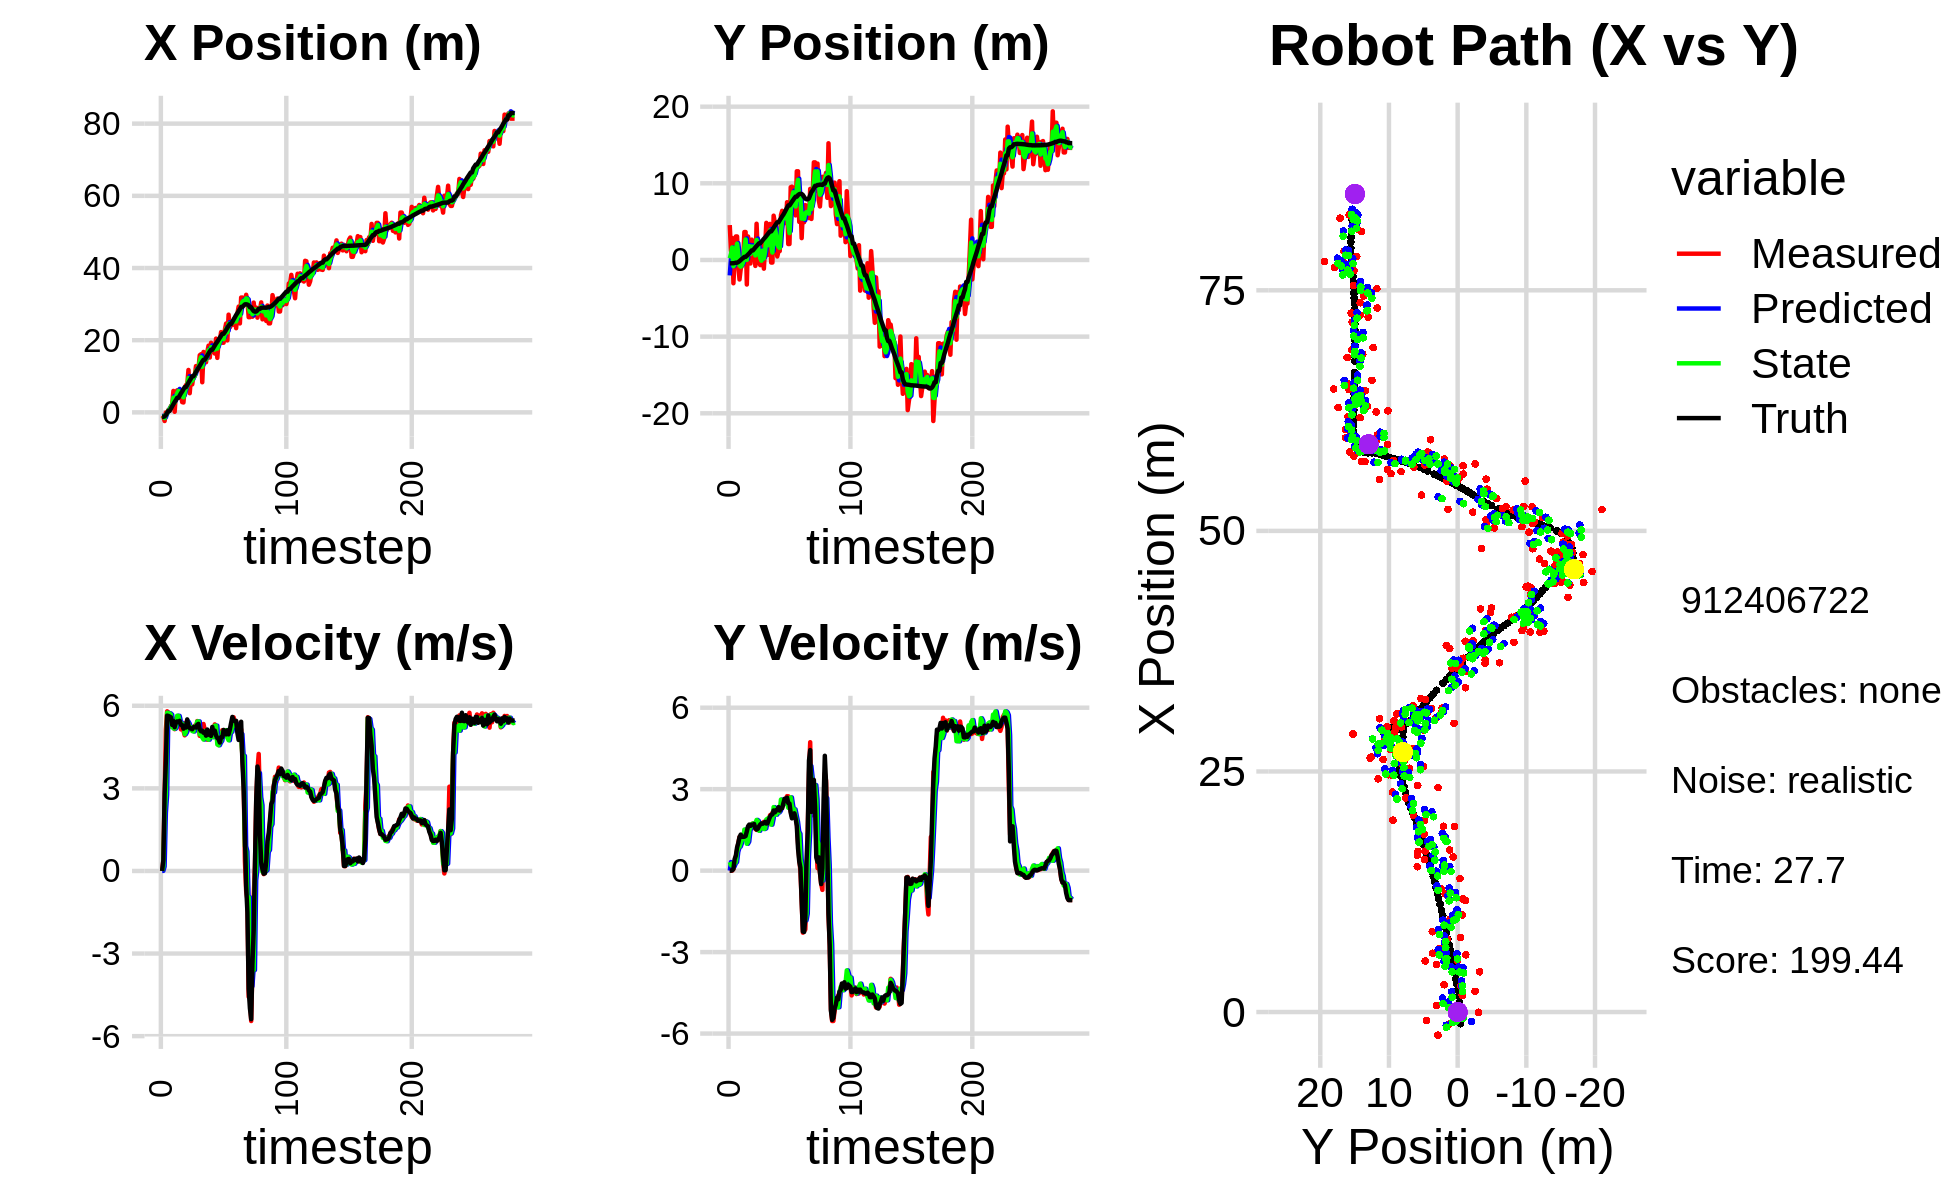 X Position (m)
80
60
40
20
0
0
100
200
timestep
Y Position (m)
20
10
0
-10
-20
0
100
200
timestep
X Velocity (m/s)
6
3
0
-3
-6
0
100
200
timestep
Y Velocity (m/s)
6
3
0
-3
-6
0
100
200
timestep
Robot Path (X vs Y)
X Position (m)
75
50
25
0
20 10 0 -10 -20
Y Position (m)
variable
Measured
Predicted
State
Truth
912406722
Obstacles: none
Noise: realistic
Time: 27.7
Score: 199.44